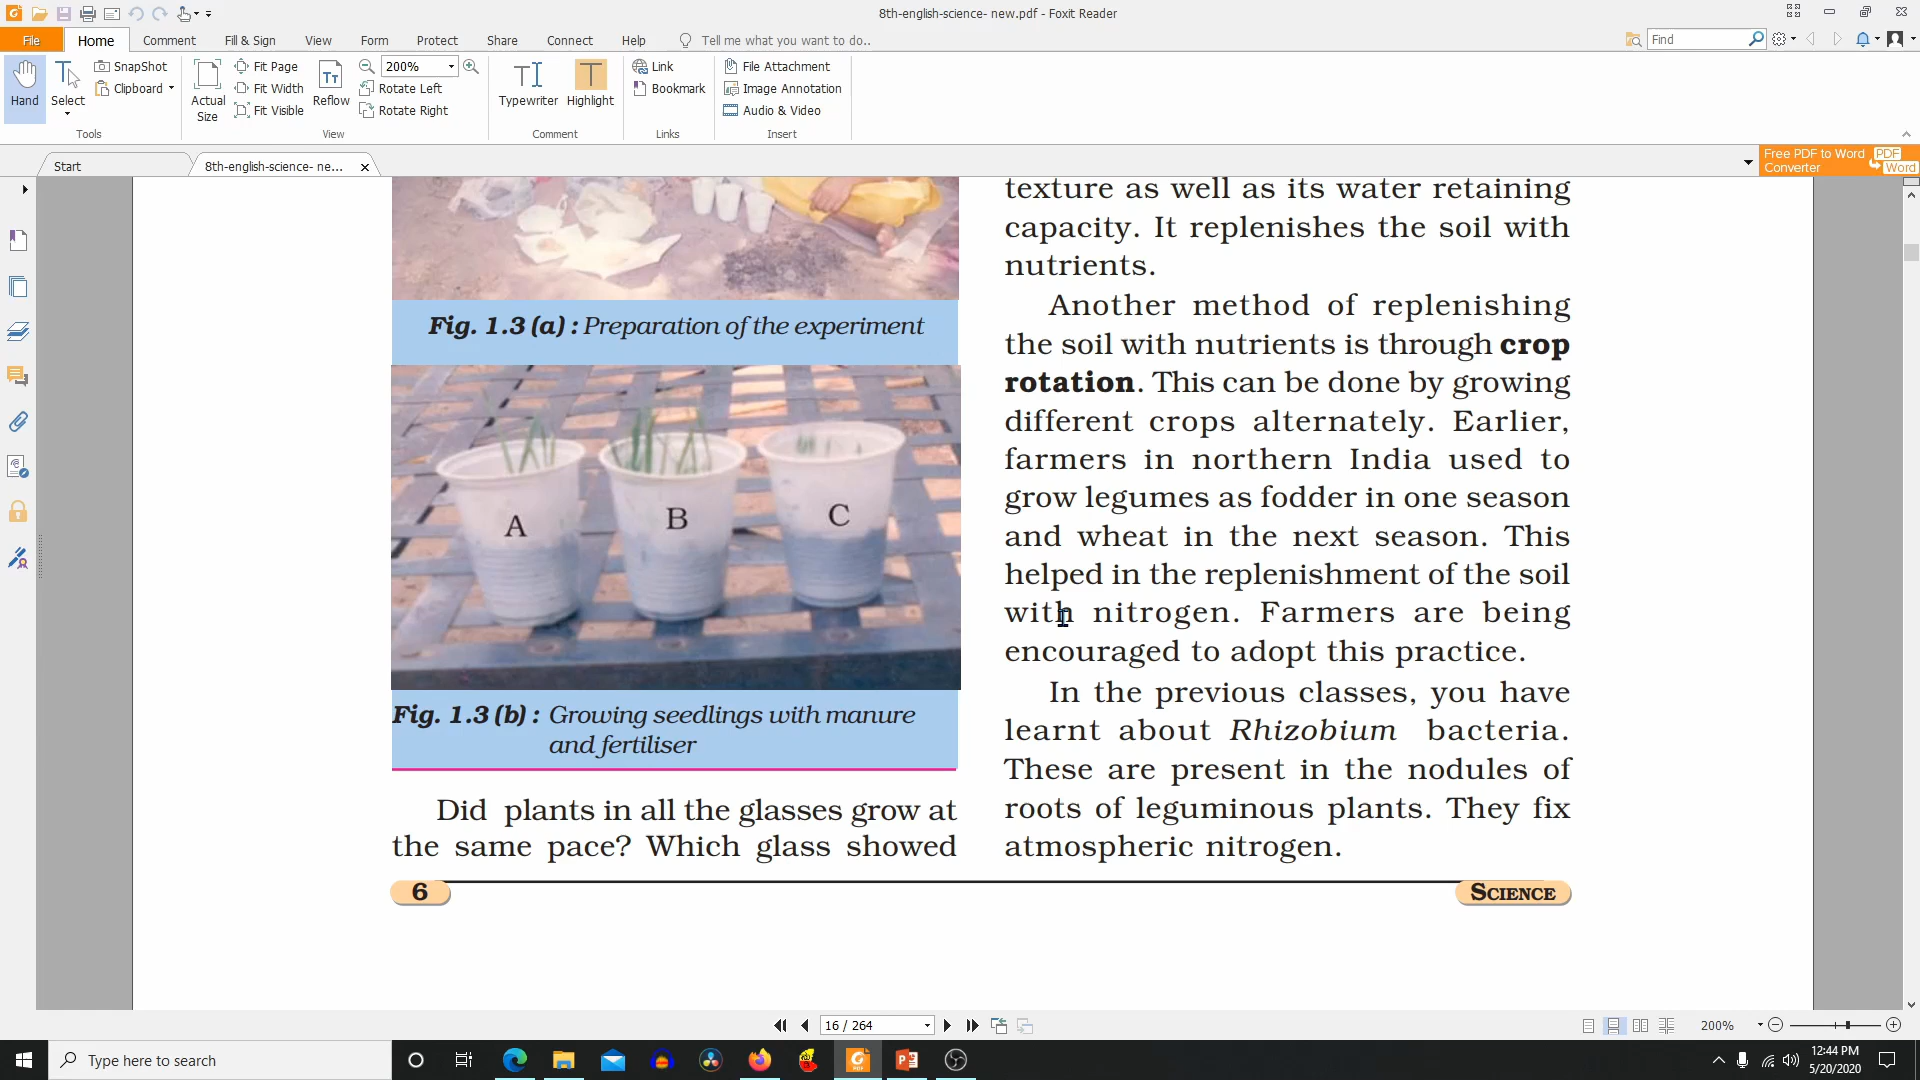 8th-english-science- new.pdf - Foxit Reader
File Home Comment Fill & Sign View Form Protect Share Connect Help Tell me what you want to do.. Find
Hand
Select
SnapShot
Clipboard
Tools
Actual
Size
Fit Page
Fit Width
Fit Visible
Reflow
200%
Rotate Left
Rotate Right
View
Typewriter
Highlight
Comment
Link
Bookmark
Links
File Attachment
Image Annotation
Audio & Video
Insert
Start
8th-english-science- ne...
Free PDF to Word
Converter
PDF
Word
Fig. 1.3 (a) : Preparation of the experiment
A B C
Fig. 1.3 (b) : Growing seedlings with manure
and fertiliser
Did plants in all the glasses grow at
the same pace? Which glass showed
texture as well as its water retaining
capacity. It replenishes the soil with
nutrients.
Another method of replenishing
the soil with nutrients is through crop
rotation. This can be done by growing
different crops alternately. Earlier,
farmers in northern India used to
grow legumes as fodder in one season
and wheat in the next season. This
helped in the replenishment of the soil
with nitrogen. Farmers are being
encouraged to adopt this practice.
In the previous classes, you have
learnt about Rhizobium bacteria.
These are present in the nodules of
roots of leguminous plants. They fix
atmospheric nitrogen.
6
SCIENCE
16 / 264
200%
Type here to search
12:44 PM
5/20/2020